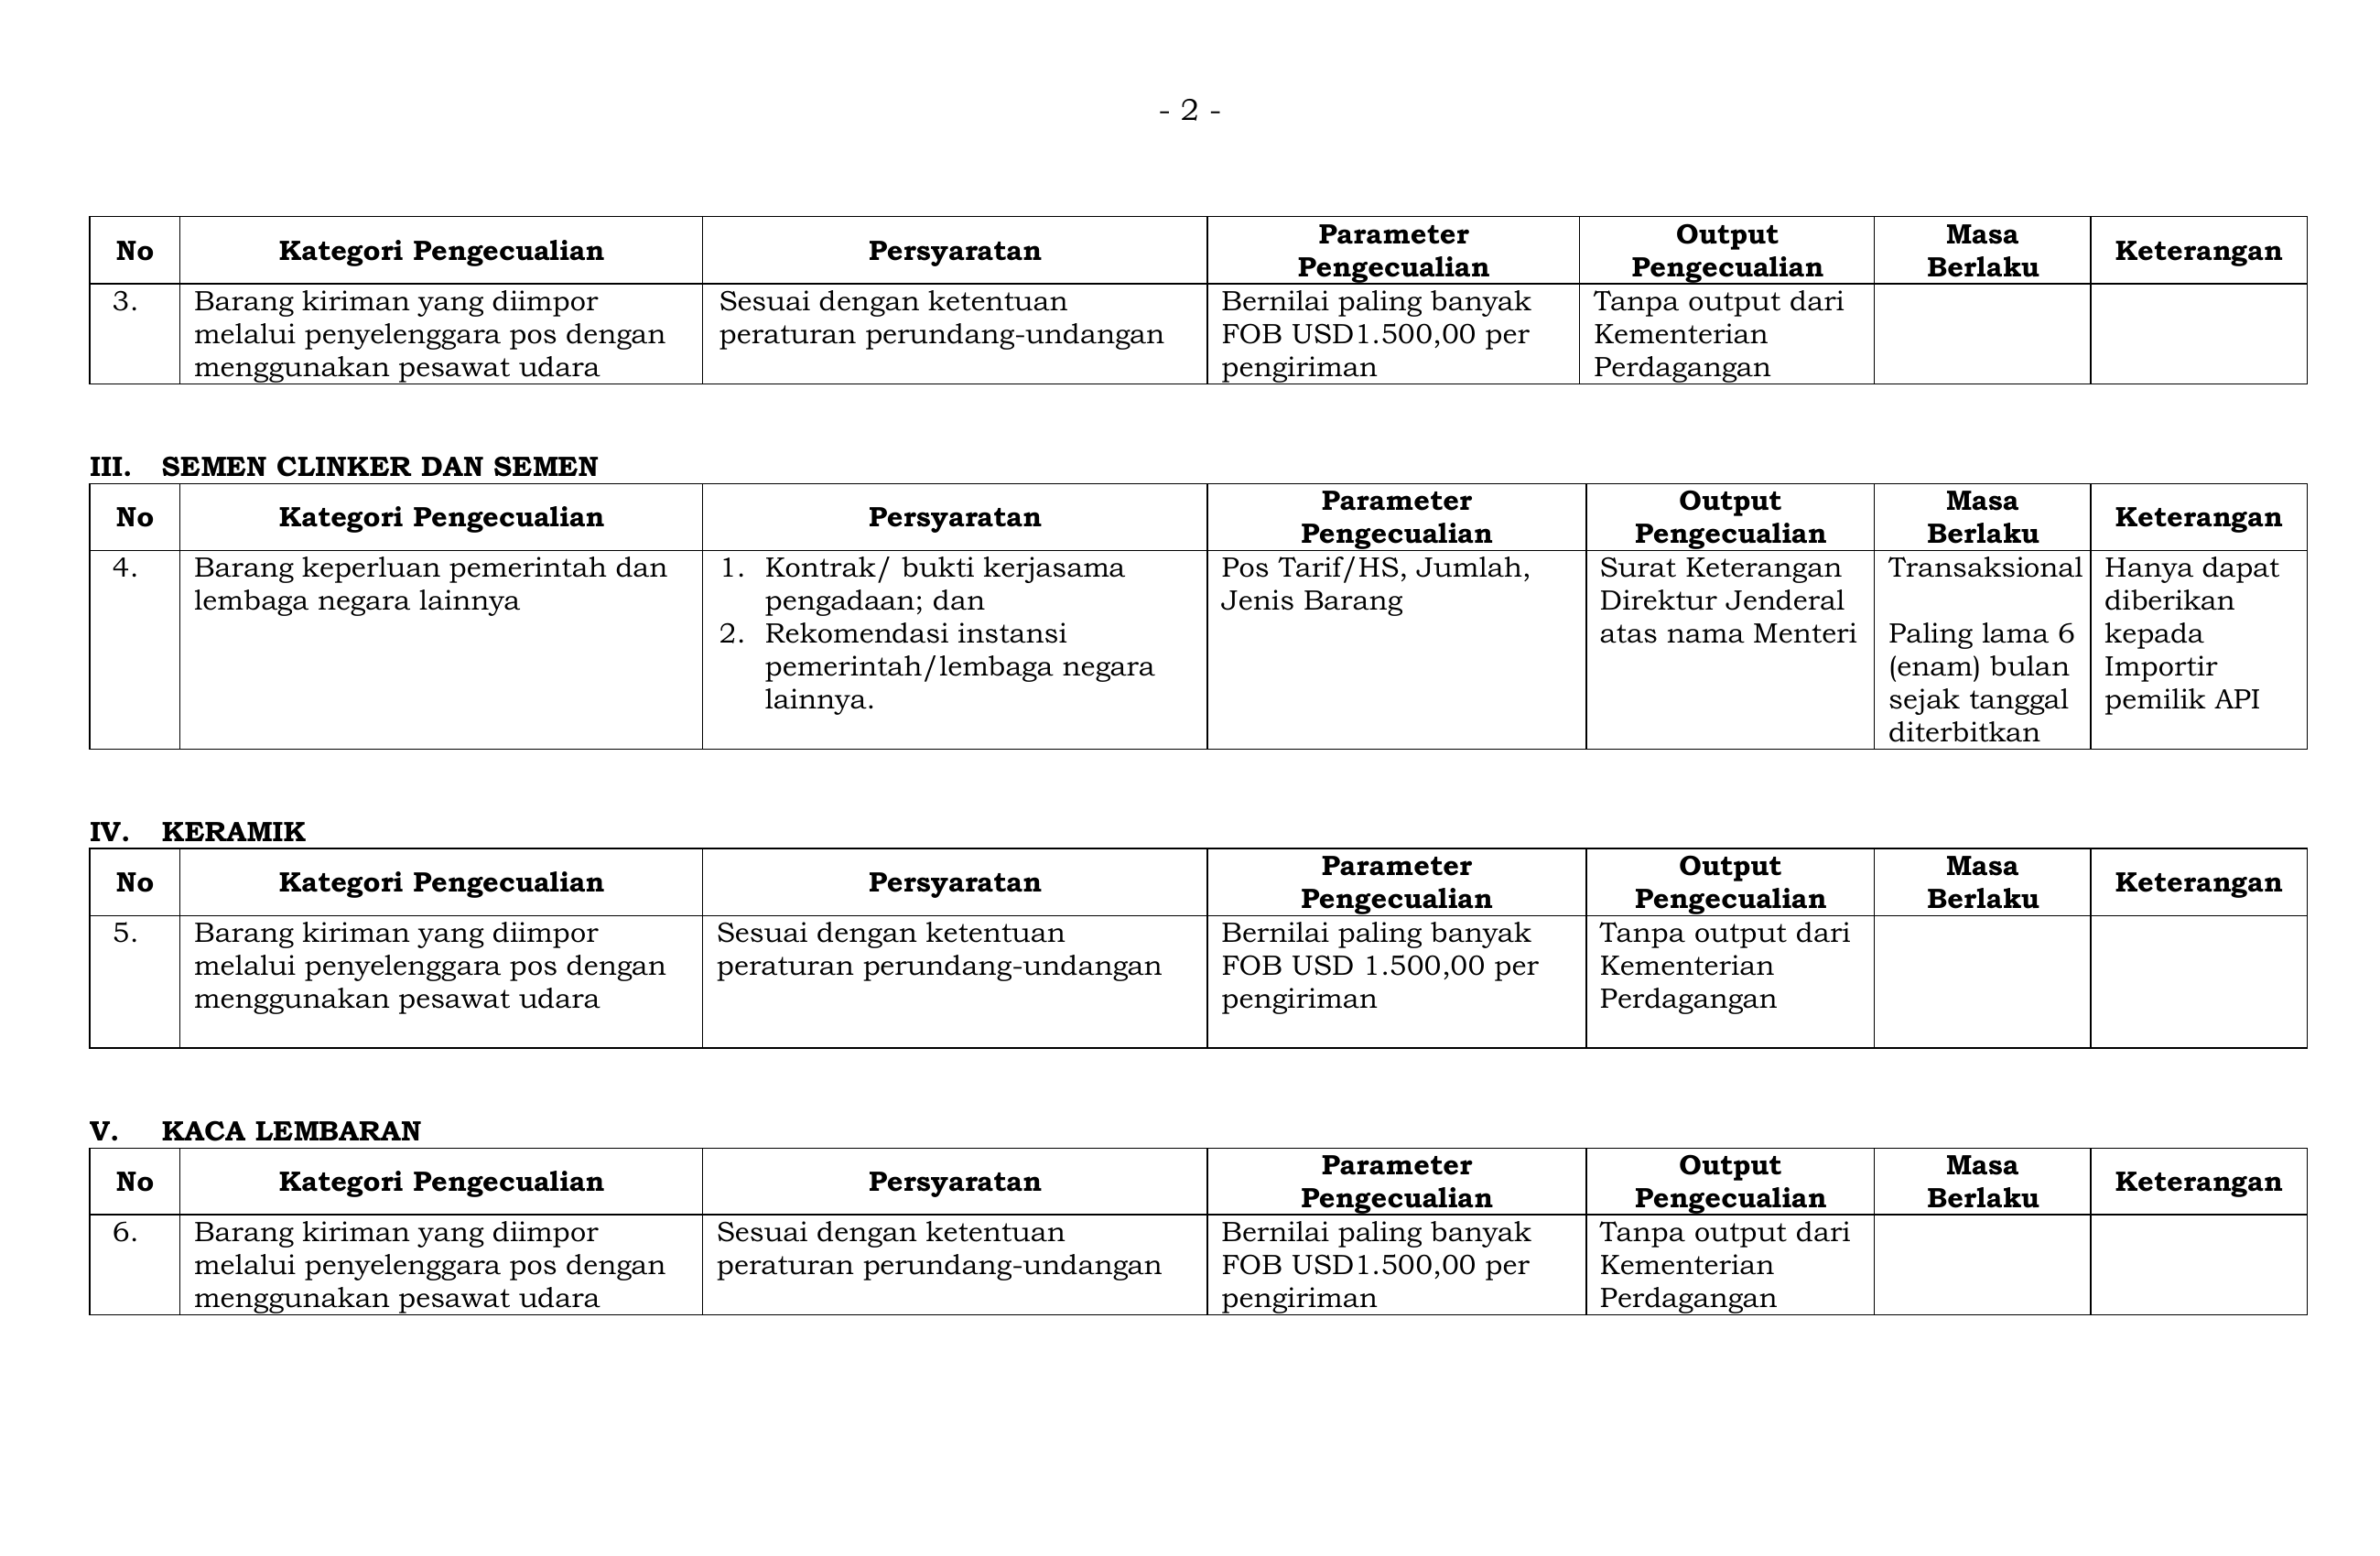 - 2 -
No
Kategori Pengecualian
Persyaratan
Parameter
Pengecualian
Output
Pengecualian
Masa
Berlaku
Keterangan
3.
Barang kiriman yang diimpor
melalui penyelenggara pos dengan
menggunakan pesawat udara
Sesuai dengan ketentuan
peraturan perundang-undangan
Bernilai paling banyak
FOB USD1.500,00 per
pengiriman
Tanpa output dari
Kementerian
Perdagangan
III. SEMEN CLINKER DAN SEMEN
No
Kategori Pengecualian
Persyaratan
Parameter
Pengecualian
Output
Pengecualian
Masa
Berlaku
Keterangan
4.
Barang keperluan pemerintah dan
lembaga negara lainnya
1. Kontrak/ bukti kerjasama
pengadaan; dan
2. Rekomendasi instansi
pemerintah/lembaga negara
lainnya.
Pos Tarif/HS, Jumlah,
Jenis Barang
Surat Keterangan
Direktur Jenderal
atas nama Menteri
Transaksional
Paling lama 6
(enam) bulan
sejak tanggal
diterbitkan
Hanya dapat
diberikan
kepada
Importir
pemilik API
IV. KERAMIK
No
Kategori Pengecualian
Persyaratan
Parameter
Pengecualian
Output
Pengecualian
Masa
Berlaku
Keterangan
5.
Barang kiriman yang diimpor
melalui penyelenggara pos dengan
menggunakan pesawat udara
Sesuai dengan ketentuan
peraturan perundang-undangan
Bernilai paling banyak
FOB USD 1.500,00 per
pengiriman
Tanpa output dari
Kementerian
Perdagangan
V. KACA LEMBARAN
No
Kategori Pengecualian
Persyaratan
Parameter
Pengecualian
Output
Pengecualian
Masa
Berlaku
Keterangan
6.
Barang kiriman yang diimpor
melalui penyelenggara pos dengan
menggunakan pesawat udara
Sesuai dengan ketentuan
peraturan perundang-undangan
Bernilai paling banyak
FOB USD1.500,00 per
pengiriman
Tanpa output dari
Kementerian
Perdagangan